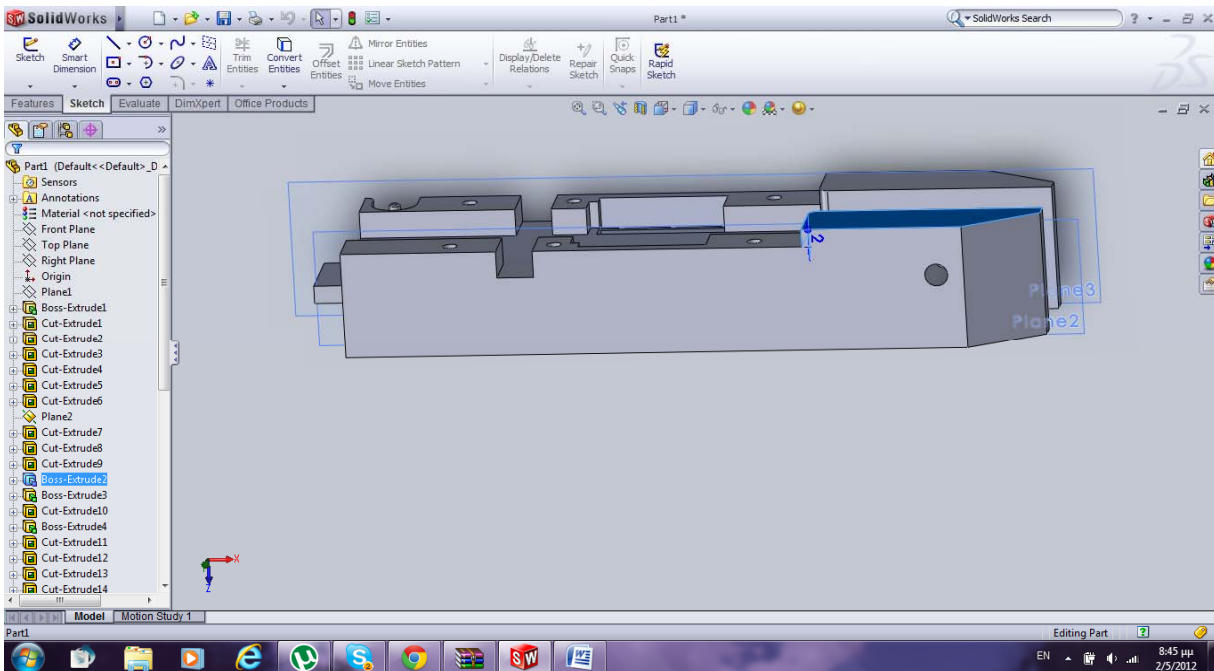 SolidWorks
Part1 *
SolidWorks Search
Sketch
Smart Dimension
Trim Entities
Convert Entities
Offset Entities
Mirror Entities
Linear Sketch Pattern
Move Entities
Display/Delete Relations
Repair Sketch
Quick Snaps
Rapid Sketch
Features Sketch Evaluate DimXpert Office Products
Part1 (Default<<Default>_D
Sensors
Annotations
Material <not specified>
Front Plane
Top Plane
Right Plane
Origin
Plane1
Boss-Extrude1
Cut-Extrude1
Cut-Extrude2
Cut-Extrude3
Cut-Extrude4
Cut-Extrude5
Cut-Extrude6
Plane2
Cut-Extrude7
Cut-Extrude8
Cut-Extrude9
Boss-Extrude2
Boss-Extrude3
Cut-Extrude10
Boss-Extrude4
Cut-Extrude11
Cut-Extrude12
Cut-Extrude13
Cut-Extrude14
2
Plane3
Plane2
X
Z
Model Motion Study 1
Part1
Editing Part
EN
8:45 μμ
2/5/2012